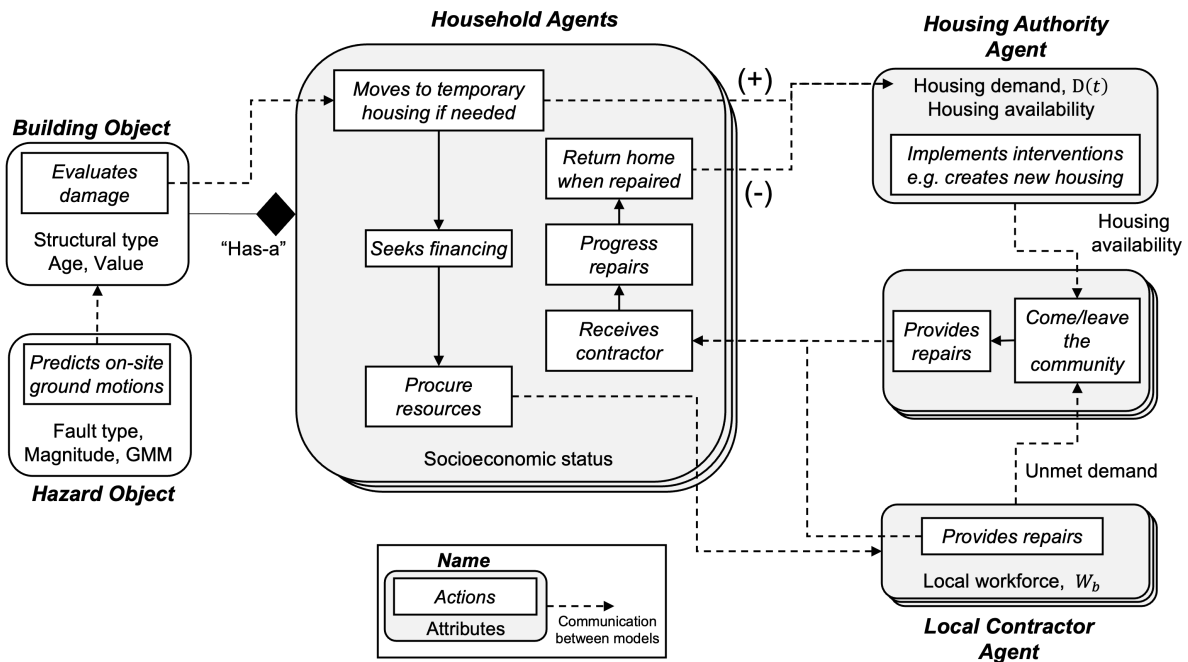 Household Agents
Housing Authority
Agent
Building Object
Evaluates
damage
Structural type
Age, Value
"Has-a"
Predicts on-site
ground motions
Fault type,
Magnitude, GMM
Hazard Object
Moves to temporary
housing if needed
Seeks financing
Procure
resources
Return home
when repaired
Progress
repairs
Receives
contractor
Socioeconomic status
(+)
(-)
Housing demand, D(t)
Housing availability
Implements interventions
e.g. creates new housing
Housing
availability
Provides
repairs
Come/leave
the
community
Unmet demand
Provides repairs
Local workforce, W_b
Local Contractor
Agent
Name
Actions
Attributes
Communication
between models